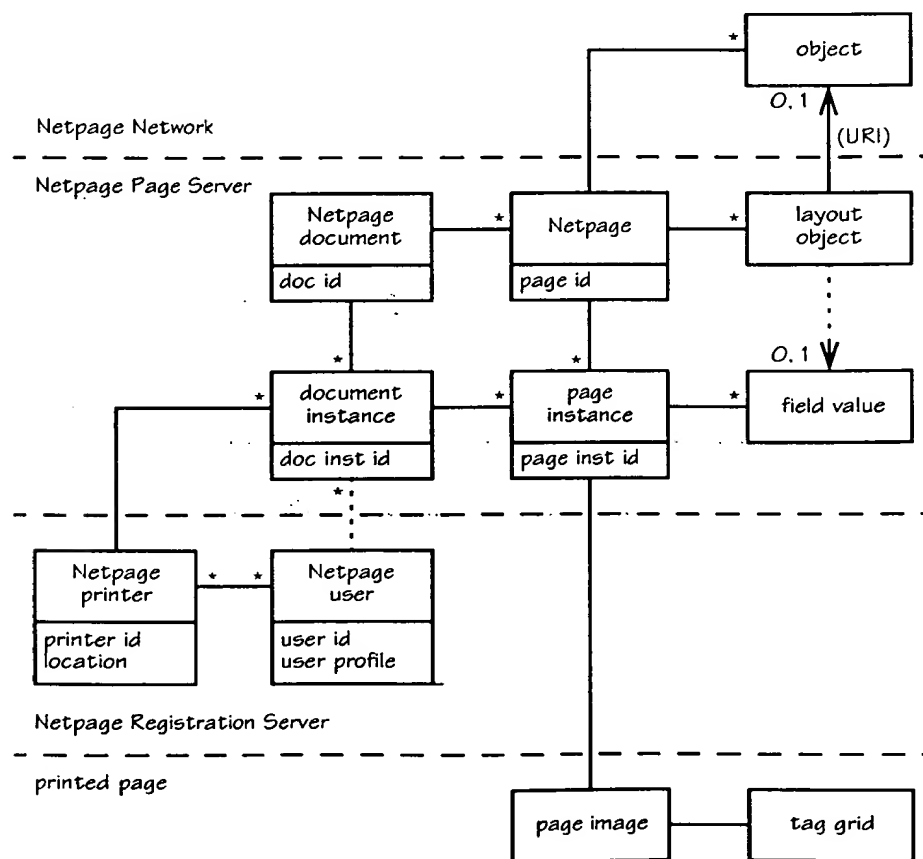 *
object
0, 1
(URI)
Netpage Network
Netpage Page Server
Netpage
document
*
Netpage
*
layout
object
doc id
page id
*
*
0, 1
*
document
instance
*
page
instance
*
field value
doc inst id
page inst id
*
Netpage
printer
*
*
Netpage
user
printer id
location
user id
user profile
Netpage Registration Server
printed page
page image
tag grid